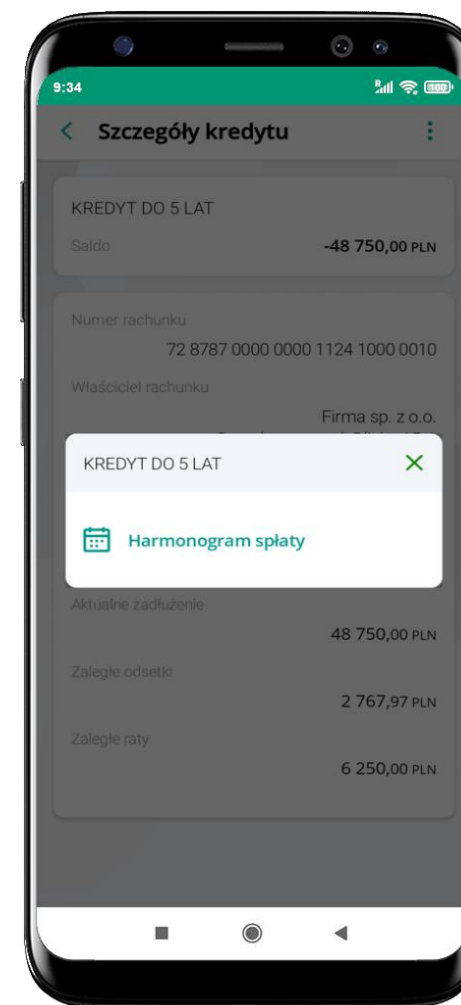 9:34
R
100
Szczegóły kredytu
KREDYT DO 5 LAT
Saldo -48 750,00 PLN
Numer rachunku
72 8787 0000 0000 1124 1000 0010
Właściciel rachunku
Firma sp. z o.o.
KREDYT DO 5 LAT
Harmonogram spłaty
Aktualne zadłużenie
48 750,00 PLN
Zaległe odsetki
2 767,97 PLN
Zaległe raty
6 250,00 PLN